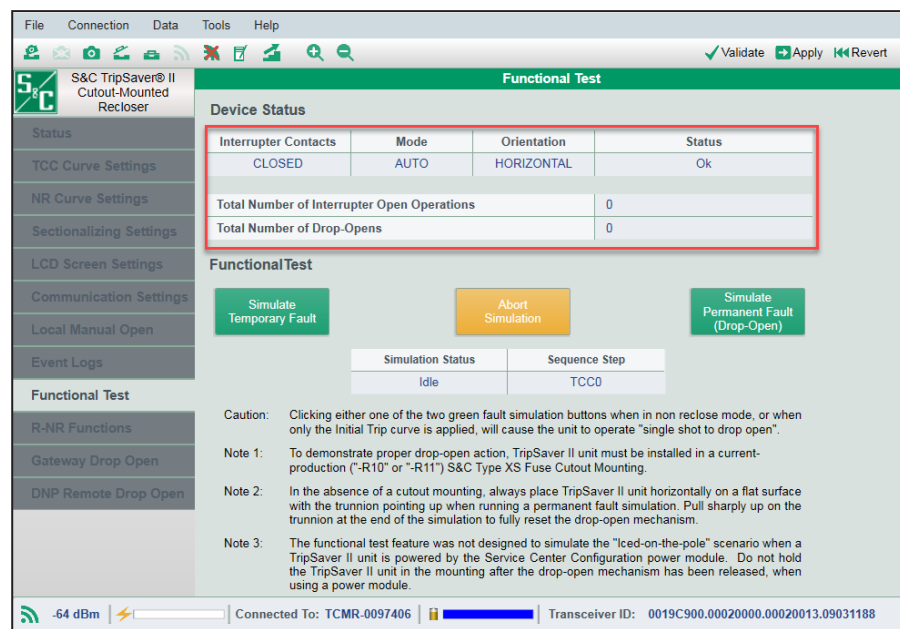 File Connection Data Tools Help
Validate Apply Revert
S&C
S&C TripSaver® II
Cutout-Mounted
Recloser
Functional Test
Status
TCC Curve Settings
NR Curve Settings
Sectionalizing Settings
LCD Screen Settings
Communication Settings
Local Manual Open
Event Logs
Functional Test
R-NR Functions
Gateway Drop Open
DNP Remote Drop Open
Device Status
Interrupter Contacts Mode Orientation Status
CLOSED AUTO HORIZONTAL Ok
Total Number of Interrupter Open Operations 0
Total Number of Drop-Opens 0
FunctionalTest
Simulate
Temporary Fault
Abort
Simulation
Simulate
Permanent Fault
(Drop-Open)
Simulation Status Sequence Step
Idle TCC0
Caution: Clicking either one of the two green fault simulation buttons when in non reclose mode, or when
only the Initial Trip curve is applied, will cause the unit to operate "single shot to drop open".
Note 1: To demonstrate proper drop-open action, TripSaver II unit must be installed in a current-
production ("-R10" or "-R11") S&C Type XS Fuse Cutout Mounting.
Note 2: In the absence of a cutout mounting, always place TripSaver II unit horizontally on a flat surface
with the trunnion pointing up when running a permanent fault simulation. Pull sharply up on the
trunnion at the end of the simulation to fully reset the drop-open mechanism.
Note 3: The functional test feature was not designed to simulate the "Iced-on-the-pole" scenario when a
TripSaver II unit is powered by the Service Center Configuration power module. Do not hold
the TripSaver II unit in the mounting after the drop-open mechanism has been released, when
using a power module.
-64 dBm Connected To: TCMR-0097406 Transceiver ID: 0019C900.00020000.00020013.09031188